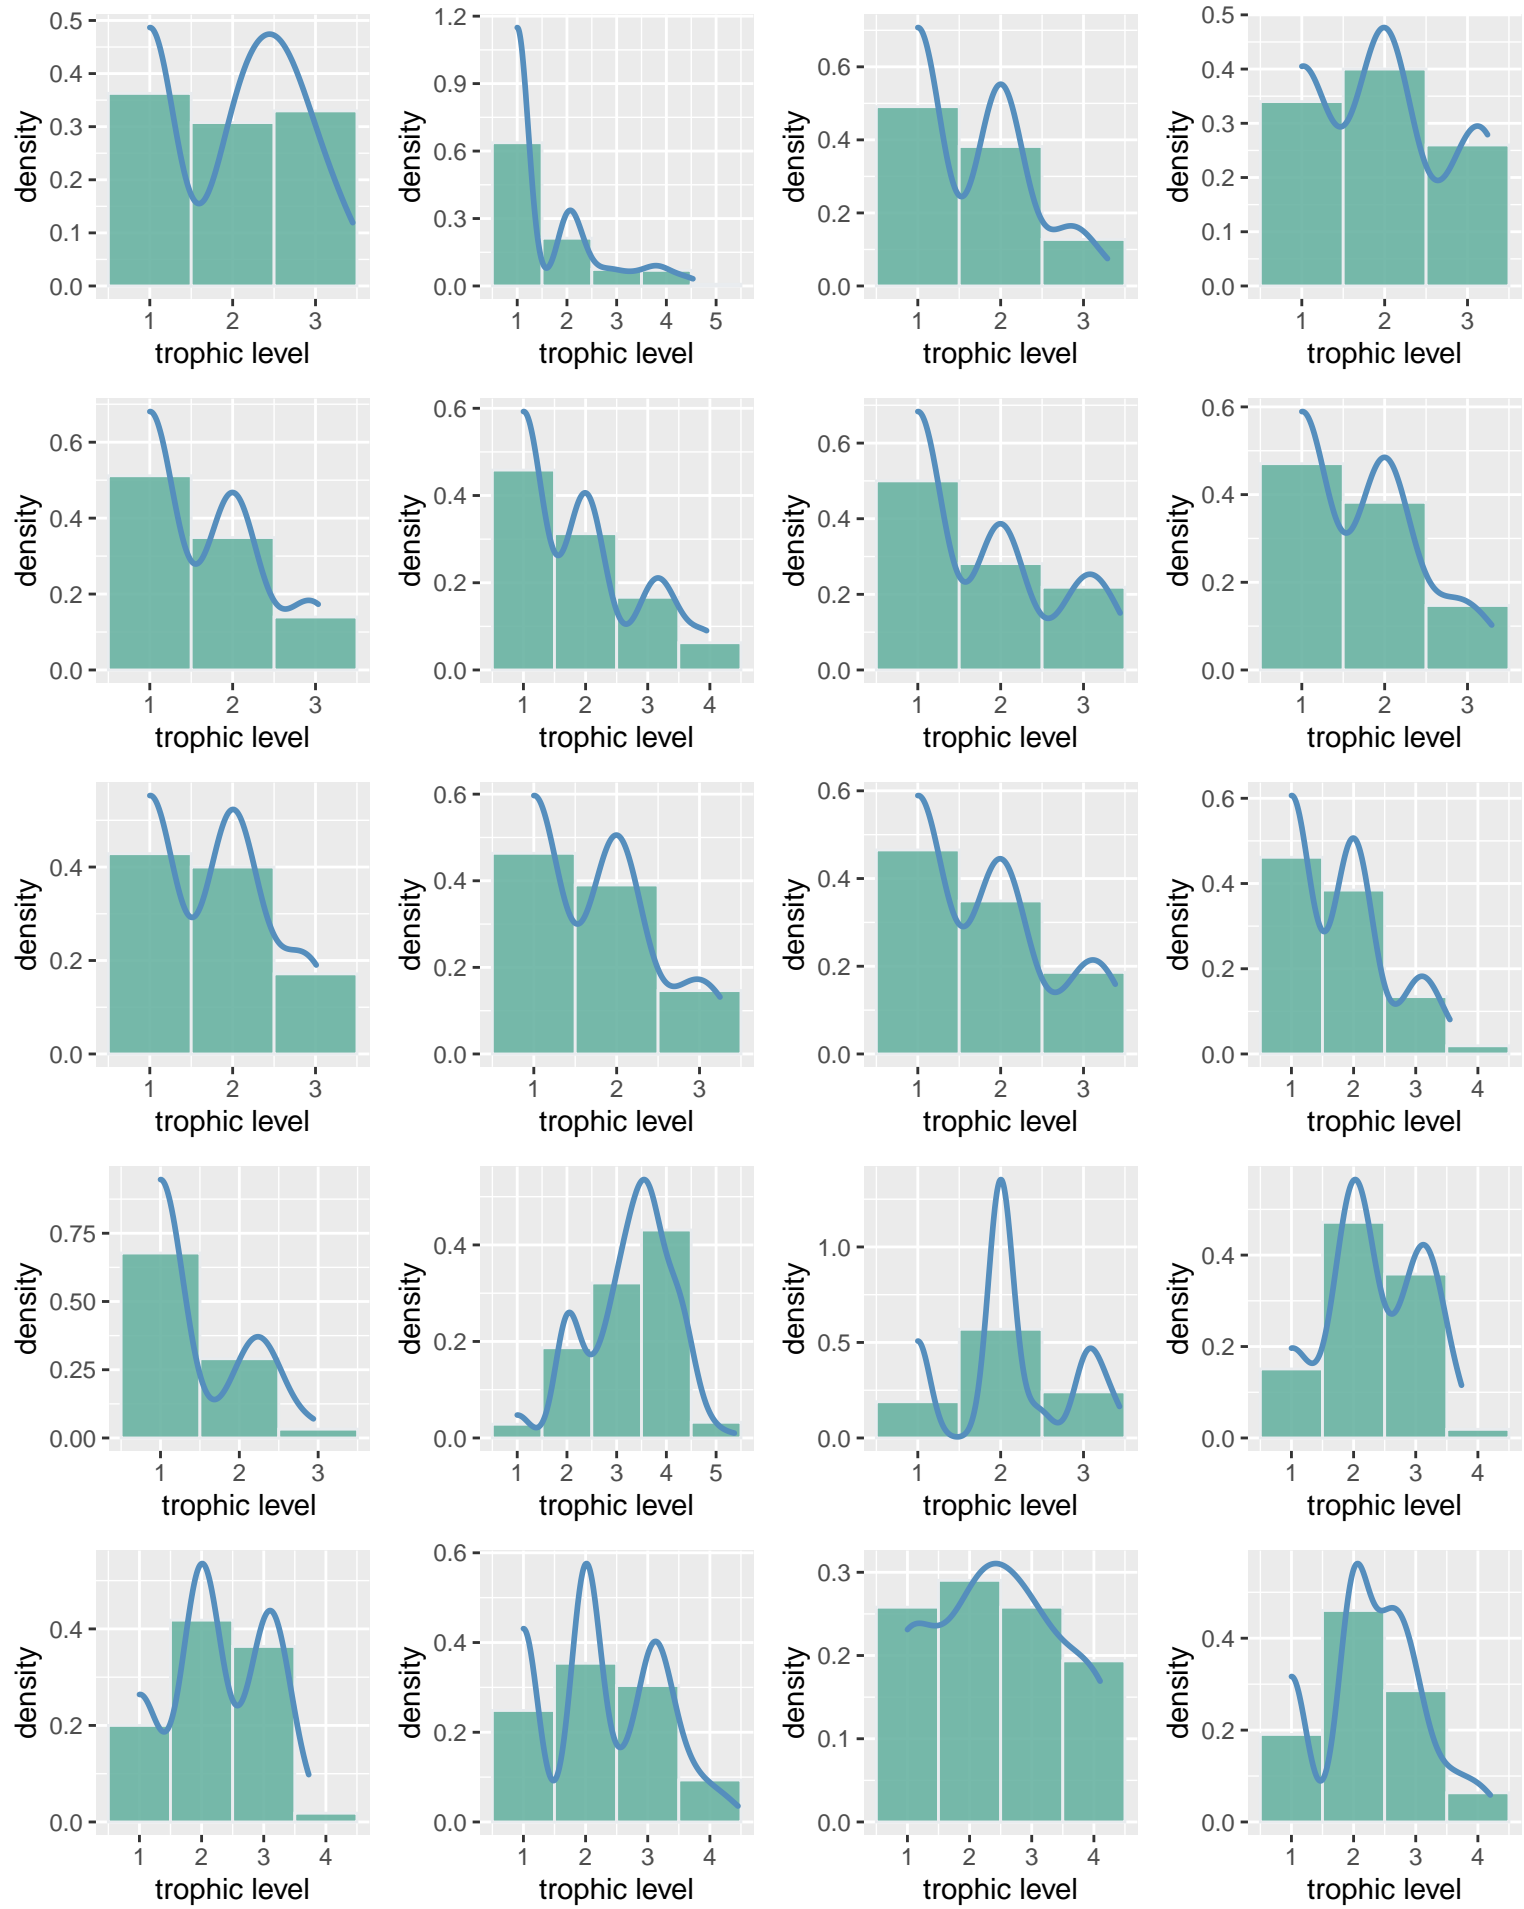 0.5 1.2 0.5
0.4 0.9 0.6 0.4
0.3 0.6 0.4 0.3
0.2 0.3 0.2 0.2
0.1 0.1
0.0 0.0 0.0 0.0
density density density density
1 2 3 1 2 3 4 5 1 2 3 1 2 3
trophic level trophic level trophic level trophic level
0.6 0.6 0.6 0.6
0.4 0.4 0.4 0.4
0.2 0.2 0.2 0.2
0.0 0.0 0.0 0.0
density density density density
1 2 3 1 2 3 4 1 2 3 1 2 3
trophic level trophic level trophic level trophic level
0.6 0.6 0.6
0.4 0.4 0.4 0.4
0.2 0.2 0.2 0.2
0.0 0.0 0.0 0.0
density density density density
1 2 3 1 2 3 1 2 3 1 2 3 4
trophic level trophic level trophic level trophic level
0.75 0.4 1.0 0.4
0.50 0.2 0.5 0.2
0.25
0.00 0.0 0.0 0.0
density density density density
1 2 3 1 2 3 4 5 1 2 3 1 2 3 4
trophic level trophic level trophic level trophic level
0.6 0.3
0.4 0.4 0.2 0.4
0.2 0.2 0.1 0.2
0.0 0.0 0.0 0.0
density density density density
1 2 3 4 1 2 3 4 1 2 3 4 1 2 3 4
trophic level trophic level trophic level trophic level